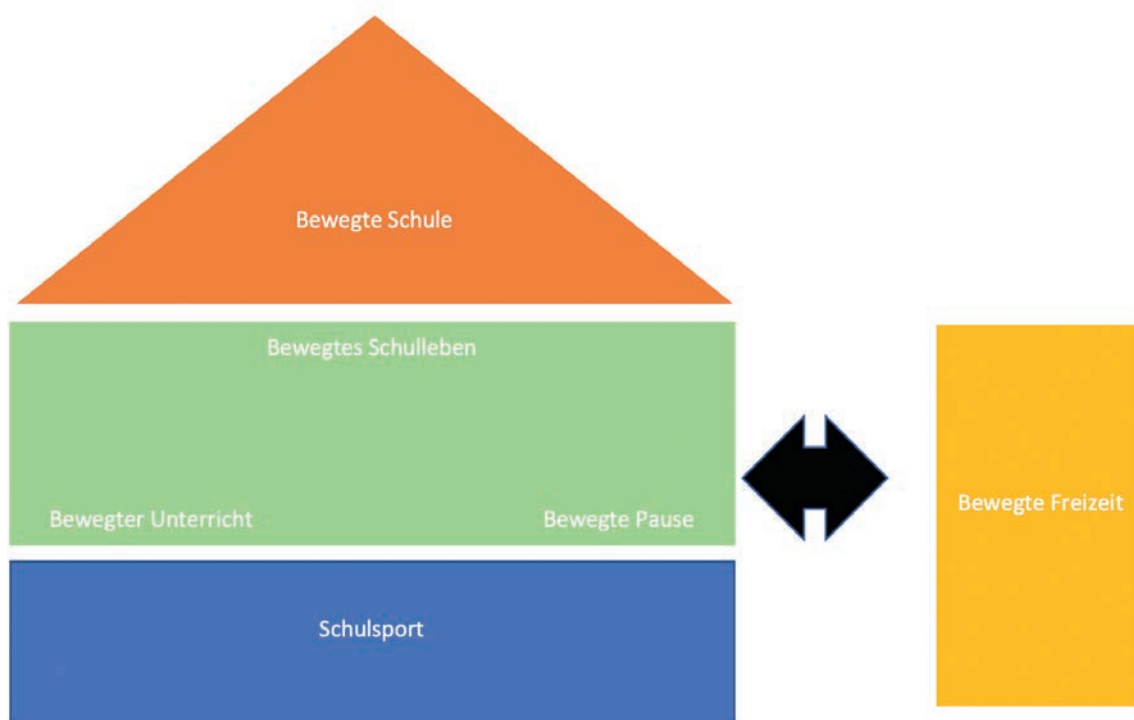 Bewegte Schule
Bewegtes Schulleben
Bewegter Unterricht
Bewegte Pause
Bewegte Freizeit
Schulsport